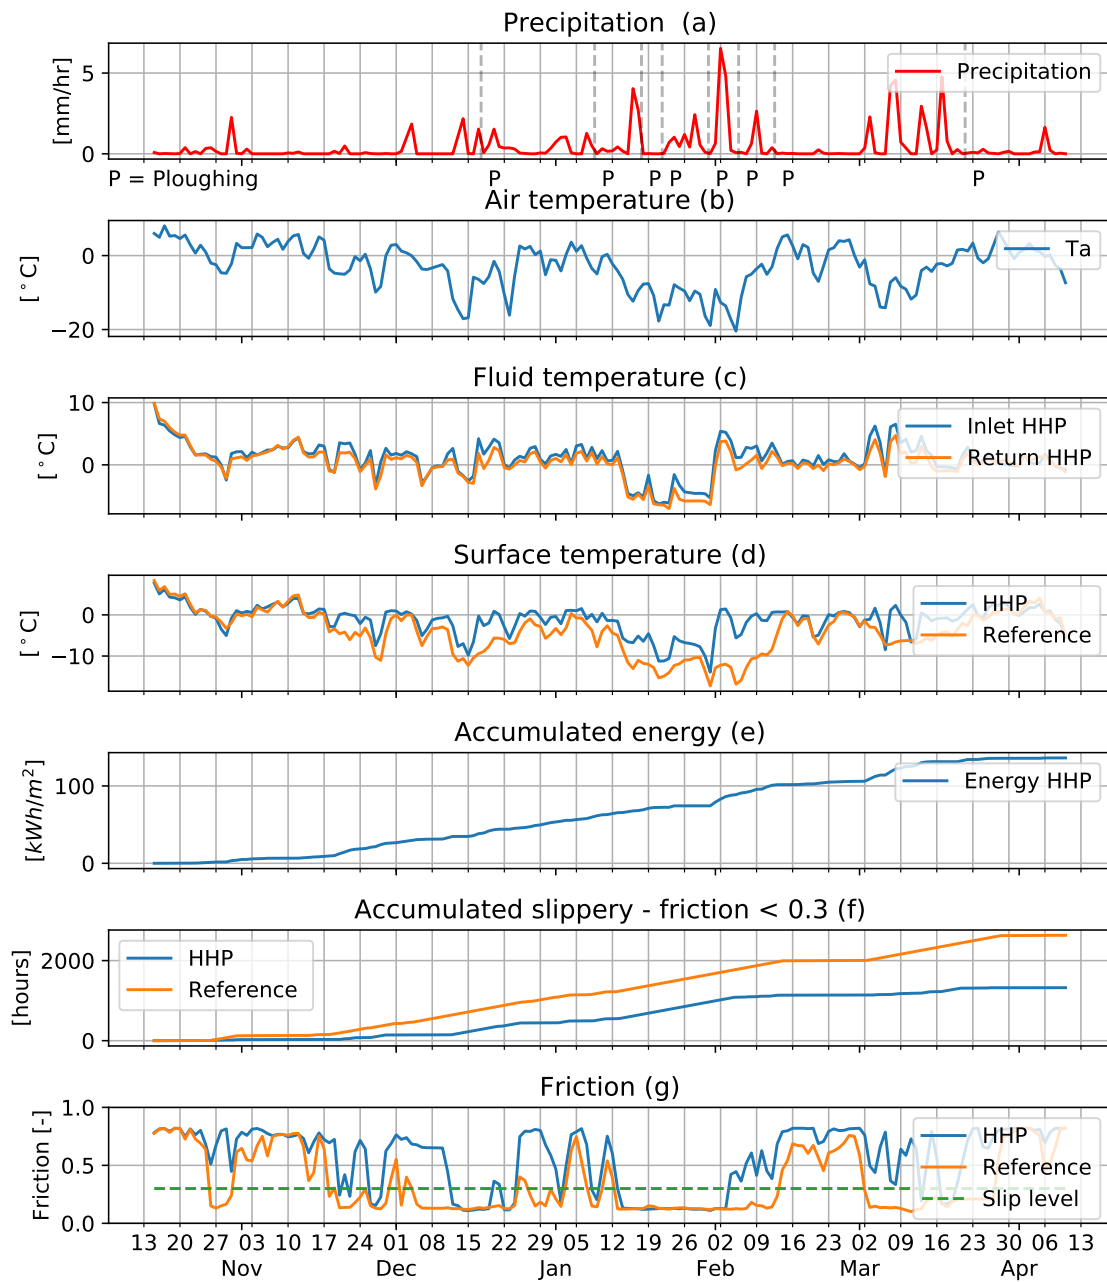 Precipitation (a)
[mm/hr]
5
0
Precipitation
P = Ploughing
P P P P P P P P
Air temperature (b)
[°C]
0
−20
Ta
Fluid temperature (c)
[°C]
10
0
Inlet HHP
Return HHP
Surface temperature (d)
[°C]
0
−10
HHP
Reference
Accumulated energy (e)
[kWh/m²]
100
0
Energy HHP
Accumulated slippery - friction < 0.3 (f)
[hours]
2000
0
HHP
Reference
Friction (g)
Friction [-]
1.0
0.5
0.0
HHP
Reference
Slip level
13 20 27 03 10 17 24 01 08 15 22 29 05 12 19 26 02 09 16 23 02 09 16 23 30 06 13
Nov Dec Jan Feb Mar Apr